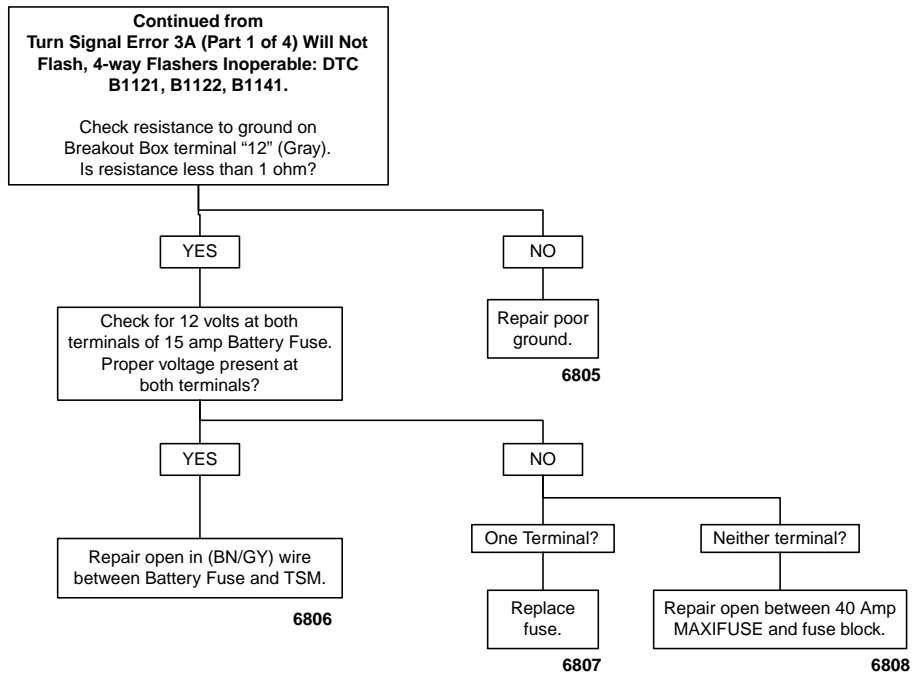 Continued from
Turn Signal Error 3A (Part 1 of 4) Will Not
Flash, 4-way Flashers Inoperable: DTC
B1121, B1122, B1141.
Check resistance to ground on
Breakout Box terminal “12” (Gray).
Is resistance less than 1 ohm?
YES
NO
Check for 12 volts at both
terminals of 15 amp Battery Fuse.
Proper voltage present at
both terminals?
Repair poor
ground.
6805
YES
NO
Repair open in (BN/GY) wire
between Battery Fuse and TSM.
6806
One Terminal?
Neither terminal?
Replace
fuse.
6807
Repair open between 40 Amp
MAXIFUSE and fuse block.
6808